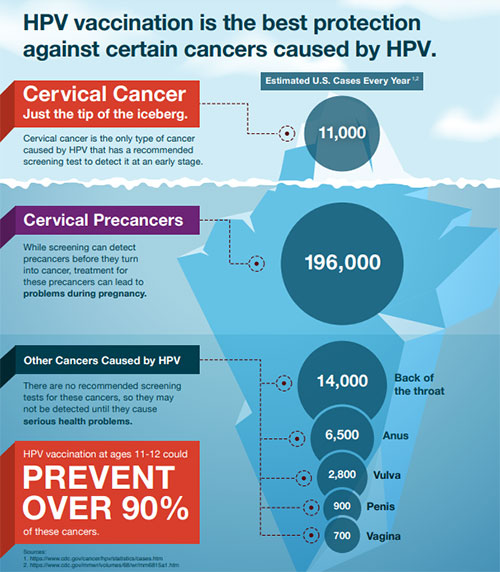 HPV vaccination is the best protection
against certain cancers caused by HPV.
Estimated U.S. Cases Every Year 1,2
Cervical Cancer
Just the tip of the iceberg.
Cervical cancer is the only type of cancer
caused by HPV that has a recommended
screening test to detect it at an early stage.
11,000
Cervical Precancers
While screening can detect
precancers before they turn
into cancer, treatment for
these precancers can lead to
problems during pregnancy.
196,000
Other Cancers Caused by HPV
There are no recommended screening
tests for these cancers, so they may
not be detected until they cause
serious health problems.
14,000
Back of
the throat
6,500
Anus
2,800
Vulva
900
Penis
700
Vagina
HPV vaccination at ages 11-12 could
PREVENT
OVER 90%
of these cancers.
Sources:
1. https://www.cdc.gov/cancer/hpv/statistics/cases.htm